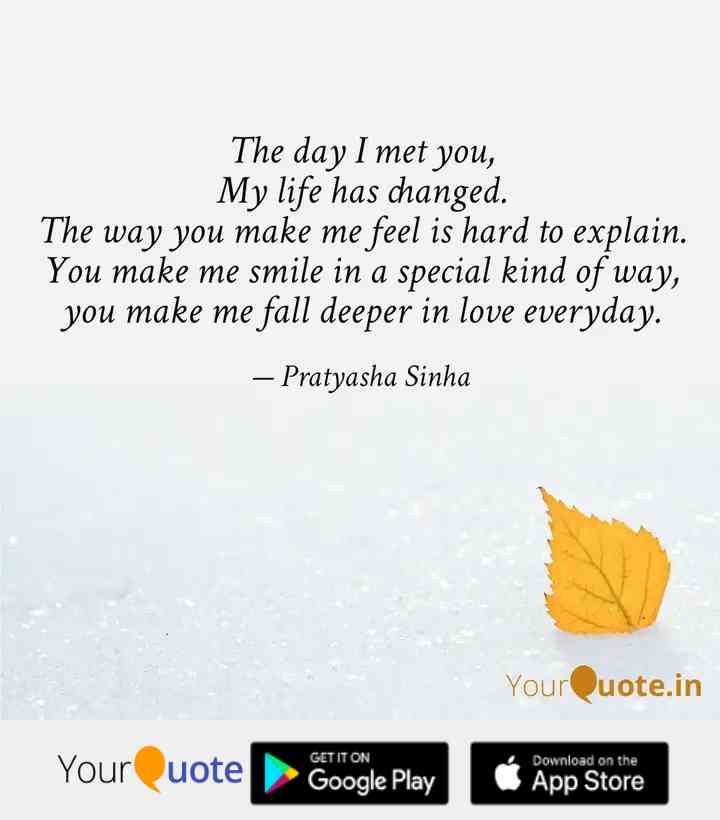 The day I met you,
My life has changed.
The way you make me feel is hard to explain.
You make me smile in a special kind of way,
you make me fall deeper in love everyday.
— Pratyasha Sinha
YourQuote.in
YourQuote
GET IT ON
Google Play
Download on the
App Store